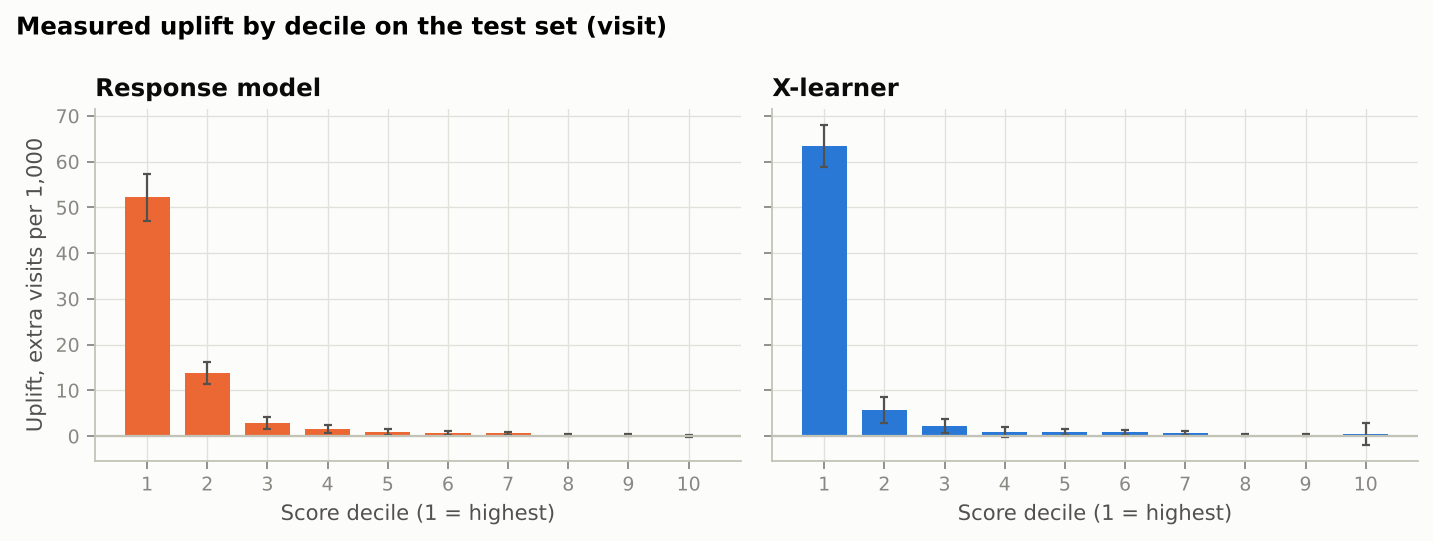 Measured uplift by decile on the test set (visit)
Response model
X-learner
Uplift, extra visits per 1,000
70
60
50
40
30
20
10
0
1 2 3 4 5 6 7 8 9 10
1 2 3 4 5 6 7 8 9 10
Score decile (1 = highest)
Score decile (1 = highest)